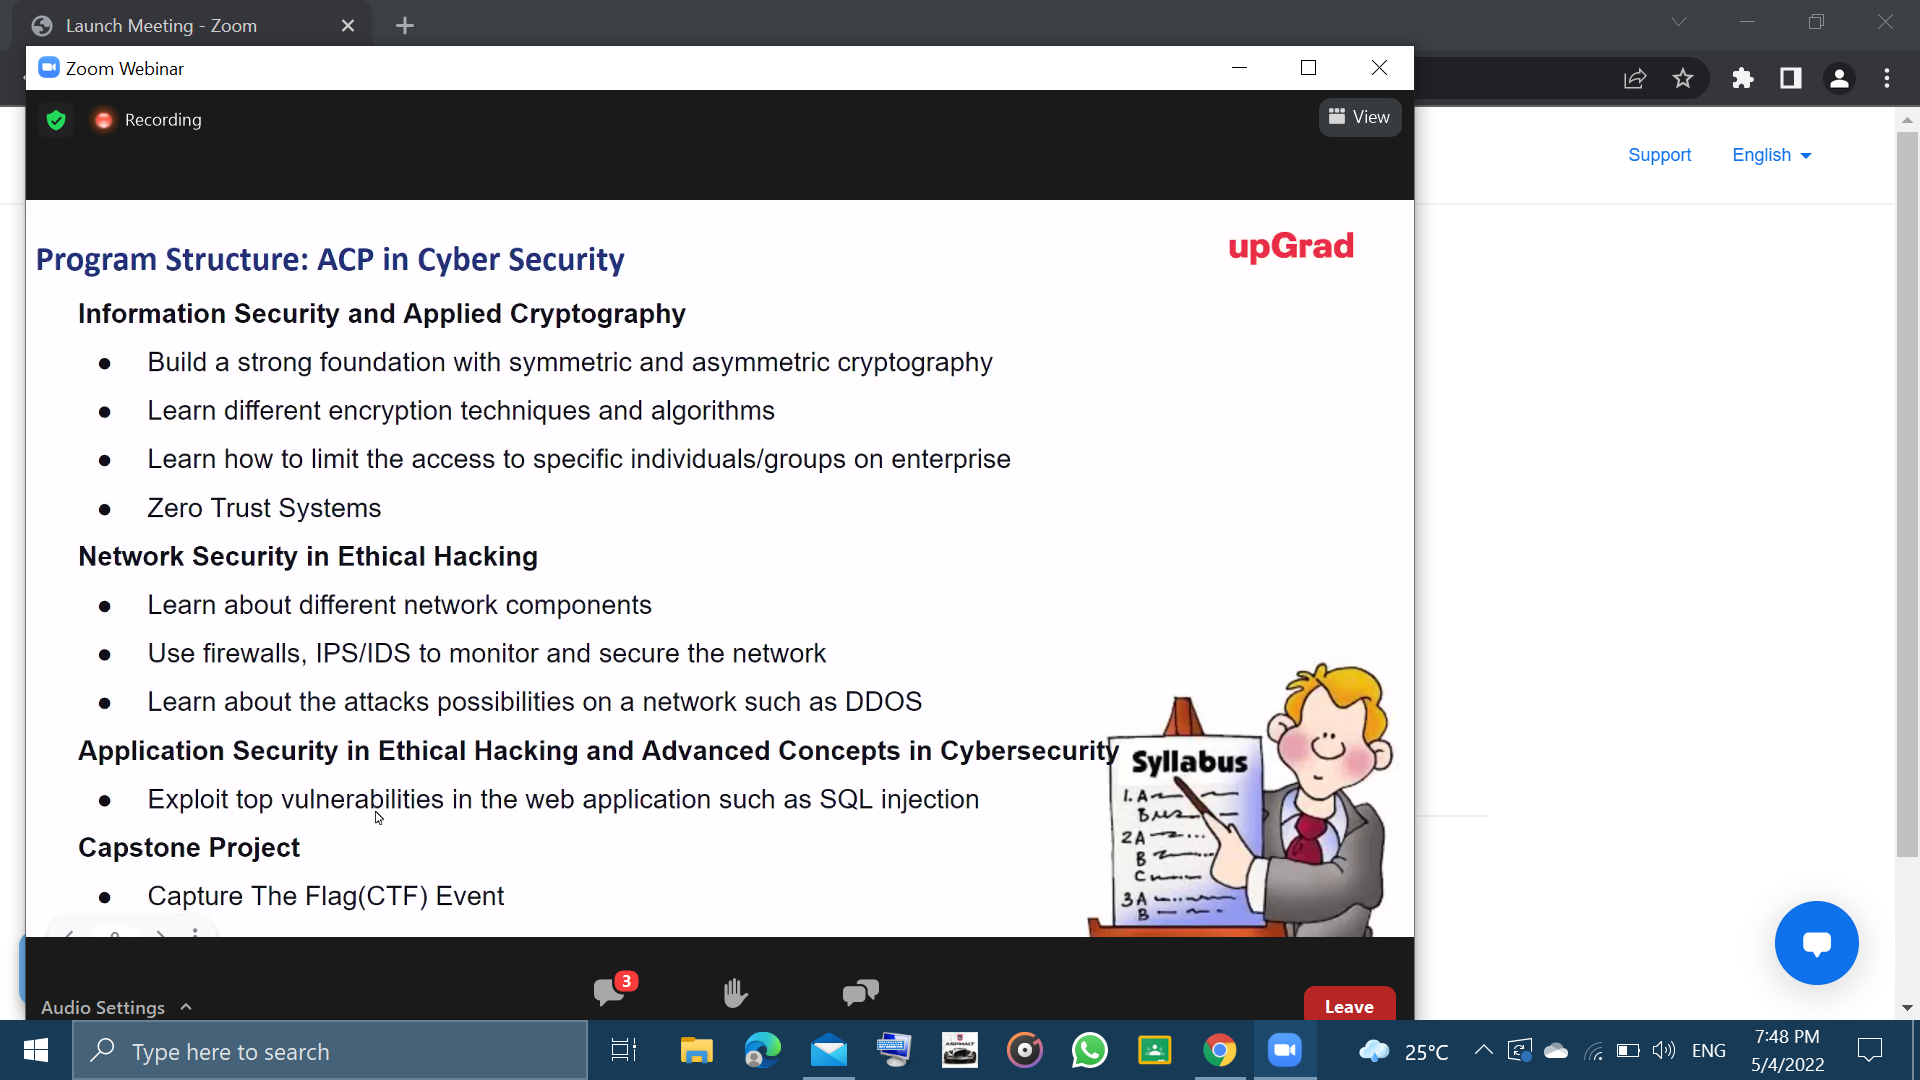 Launch Meeting - Zoom
Zoom Webinar
Recording
View
Support
English
Program Structure: ACP in Cyber Security
upGrad
Information Security and Applied Cryptography
● Build a strong foundation with symmetric and asymmetric cryptography
● Learn different encryption techniques and algorithms
● Learn how to limit the access to specific individuals/groups on enterprise
● Zero Trust Systems
Network Security in Ethical Hacking
● Learn about different network components
● Use firewalls, IPS/IDS to monitor and secure the network
● Learn about the attacks possibilities on a network such as DDOS
Application Security in Ethical Hacking and Advanced Concepts in Cybersecurity
● Exploit top vulnerabilities in the web application such as SQL injection
Capstone Project
● Capture The Flag(CTF) Event
Syllabus
1. A
B
2 A
B
C
3 A
B
3
Audio Settings
Leave
Type here to search
ASPHALT
25°C
ENG
7:48 PM
5/4/2022